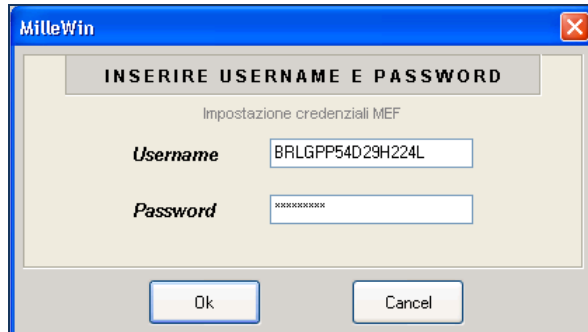 MilleWin
INSERIRE USERNAME E PASSWORD
Impostazione credenziali MEF
Username BRLGPP54D29H224L
Password *********
Ok Cancel